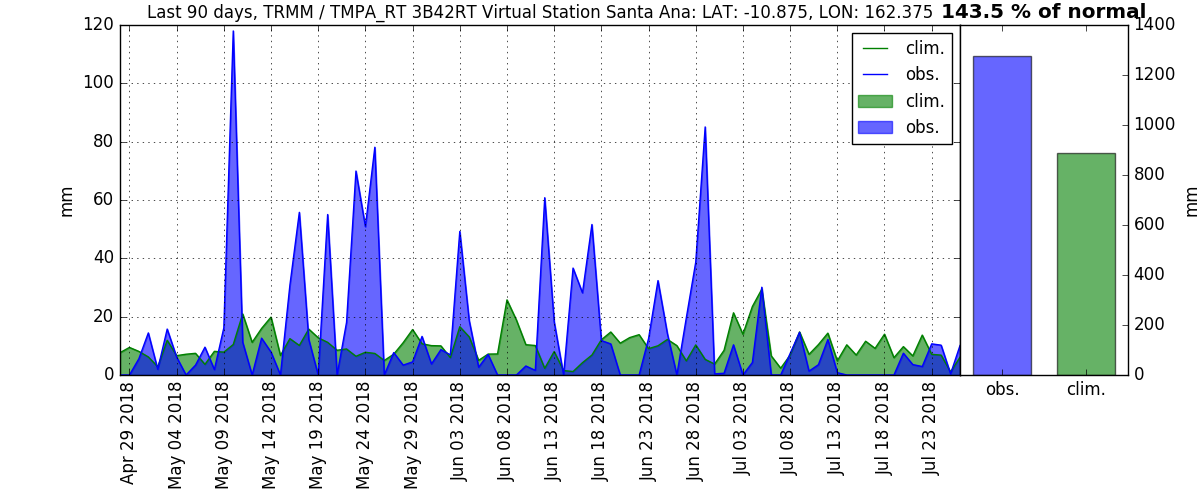 Last 90 days, TRMM / TMPA_RT 3B42RT Virtual Station Santa Ana: LAT: -10.875, LON: 162.375 143.5 % of normal
120
100
80
60
40
20
0
mm
clim.
obs.
clim.
obs.
Apr 29 2018
May 04 2018
May 09 2018
May 14 2018
May 19 2018
May 24 2018
May 29 2018
Jun 03 2018
Jun 08 2018
Jun 13 2018
Jun 18 2018
Jun 23 2018
Jun 28 2018
Jul 03 2018
Jul 08 2018
Jul 13 2018
Jul 18 2018
Jul 23 2018
1400
1200
1000
800
600
400
200
0
mm
obs.
clim.